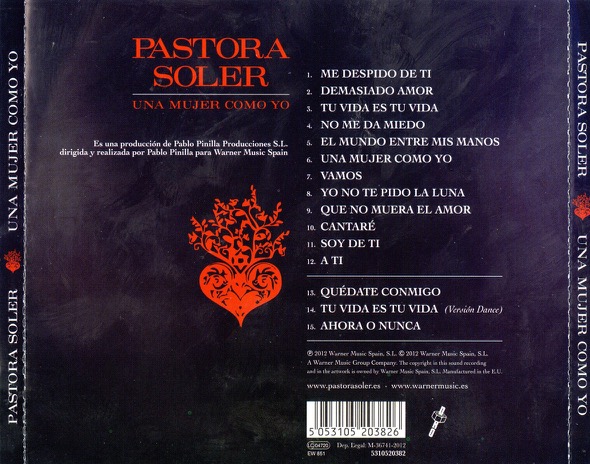 PASTORA SOLER UNA MUJER COMO YO
PASTORA
SOLER
UNA MUJER COMO YO
Es una producción de Pablo Pinilla Producciones S.L.
dirigida y realizada por Pablo Pinilla para Warner Music Spain
1. ME DESPIDO DE TI
2. DEMASIADO AMOR
3. TU VIDA ES TU VIDA
4. NO ME DA MIEDO
5. EL MUNDO ENTRE MIS MANOS
6. UNA MUJER COMO YO
7. VAMOS
8. YO NO TE PIDO LA LUNA
9. QUE NO MUERA EL AMOR
10. CANTARÉ
11. SOY DE TI
12. A TI
13. QUÉDATE CONMIGO
14. TU VIDA ES TU VIDA (Versión Dance)
15. AHORA O NUNCA
℗ 2012 Warner Music Spain, S.L. © 2012 Warner Music Spain, S.L.
A Warner Music Group Company. The copyright in this sound recording
and in the artwork is owned by Warner Music Spain, S.L. Manufactured in the E.U.
www.pastorasoler.es - www.warnermusic.es
5 053105 203826
LC 04720
EW 851
Dep. Legal: M-36741-2012
5310520382
PASTORA SOLER UNA MUJER COMO YO